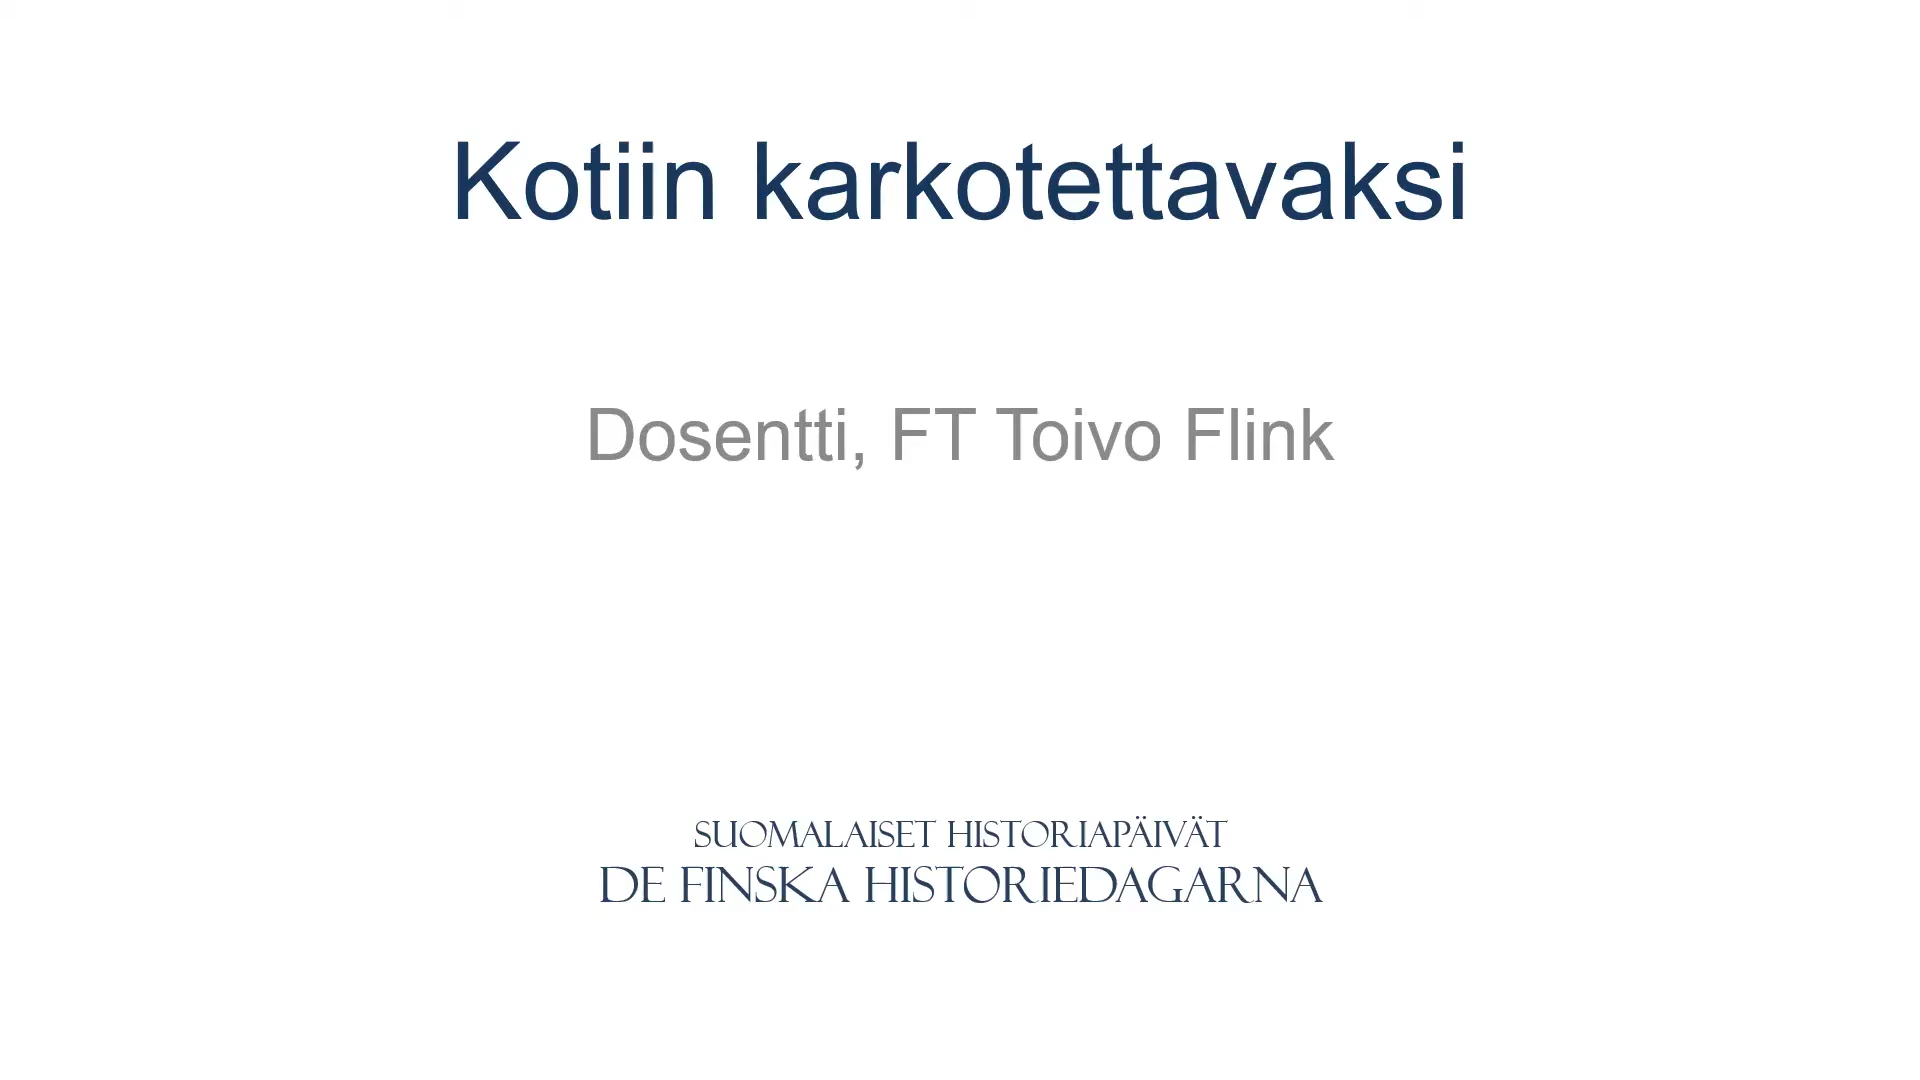 Kotiin karkotettavaksi
Dosentti, FT Toivo Flink
SUOMALAISET HISTORIAPÄIVÄT
DE FINSKA HISTORIEDAGARNA